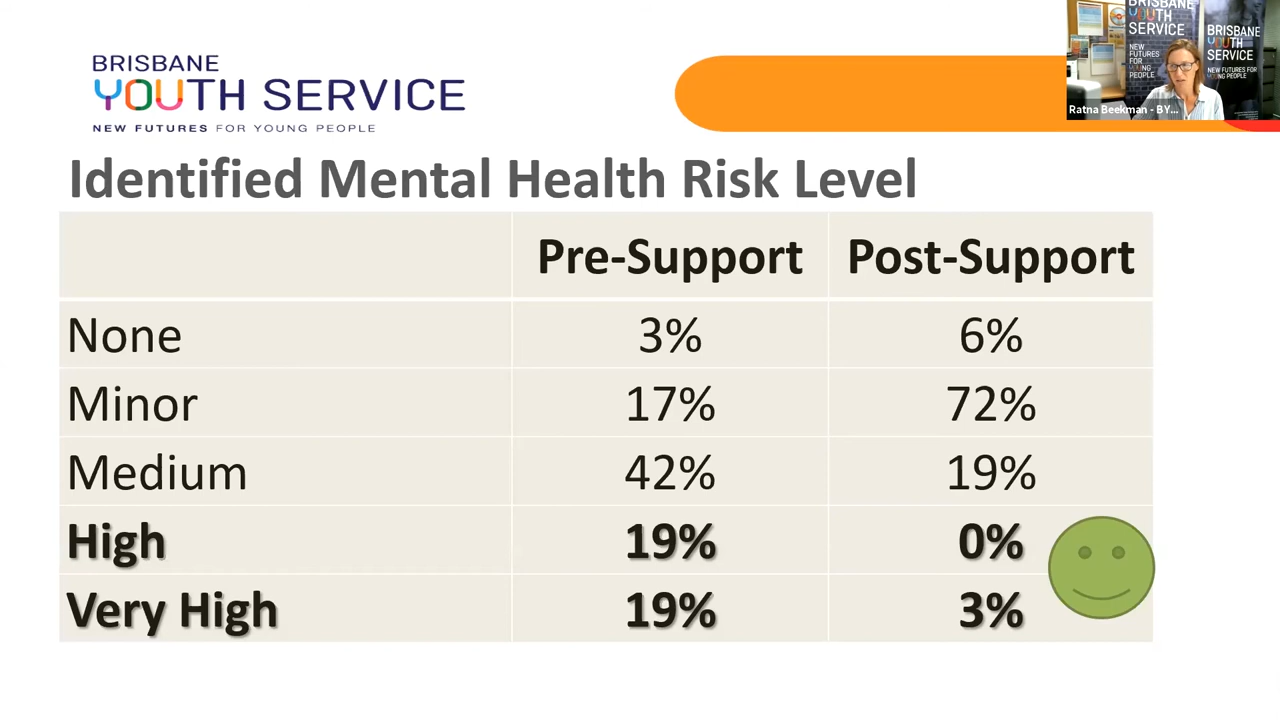 BRISBANE
YOUTH SERVICE
NEW FUTURES FOR YOUNG PEOPLE
BRISBANE
YOUTH
SERVICE
NEW
FUTURES
FOR
YOUNG
PEOPLE
BRISBANE
YOUTH
SERVICE
NEW FUTURES FOR
YOUNG PEOPLE
Ratna Beekman - BY...
Identified Mental Health Risk Level
Pre-Support Post-Support
None 3% 6%
Minor 17% 72%
Medium 42% 19%
High 19% 0%
Very High 19% 3%